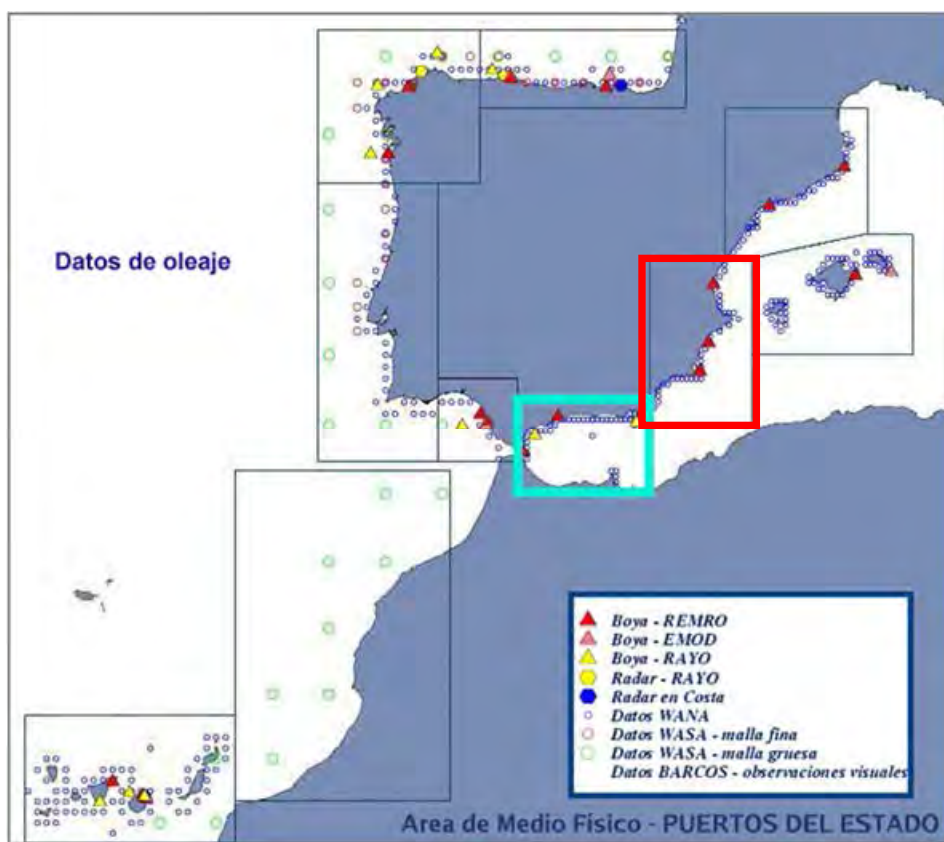 Datos de oleaje
Boya - REMRO
Boya - EMOD
Boya - RAYO
Radar - RAYO
Radar en Costa
Datos WANA
Datos WASA - malla fina
Datos WASA - malla gruesa
Datos BARCOS - observaciones visuales
Area de Medio Físico - PUERTOS DEL ESTADO